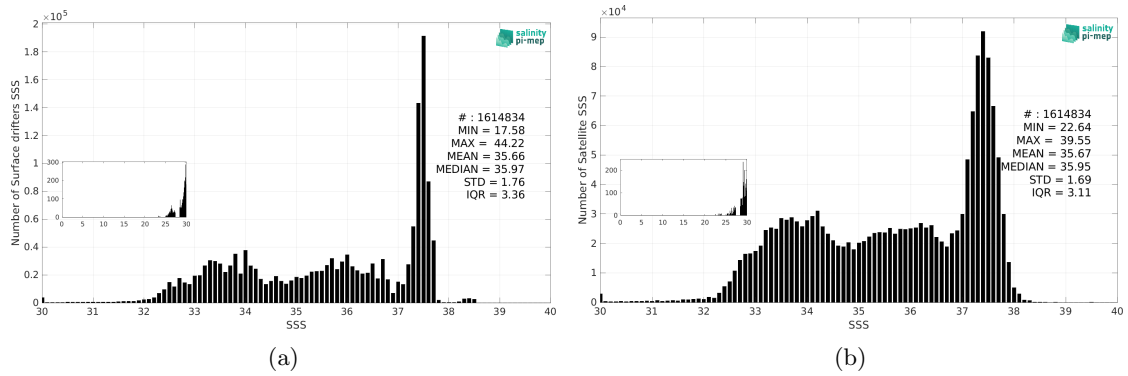 ×10^5
2
1.8
1.6
1.4
1.2
1
0.8
0.6
0.4
0.2
0
Number of Surface drifters SSS
salinity
pi-mep
# : 1614834
MIN = 17.58
MAX = 44.22
MEAN = 35.66
MEDIAN = 35.97
STD = 1.76
IQR = 3.36
300
200
100
0
0 5 10 15 20 25 30
30 31 32 33 34 35 36 37 38 39 40
SSS
(a)
×10^4
9
8
7
6
5
4
3
2
1
0
Number of Satellite SSS
salinity
pi-mep
# : 1614834
MIN = 22.64
MAX = 39.55
MEAN = 35.67
MEDIAN = 35.95
STD = 1.69
IQR = 3.11
200
100
0
0 5 10 15 20 25 30
30 31 32 33 34 35 36 37 38 39 40
SSS
(b)